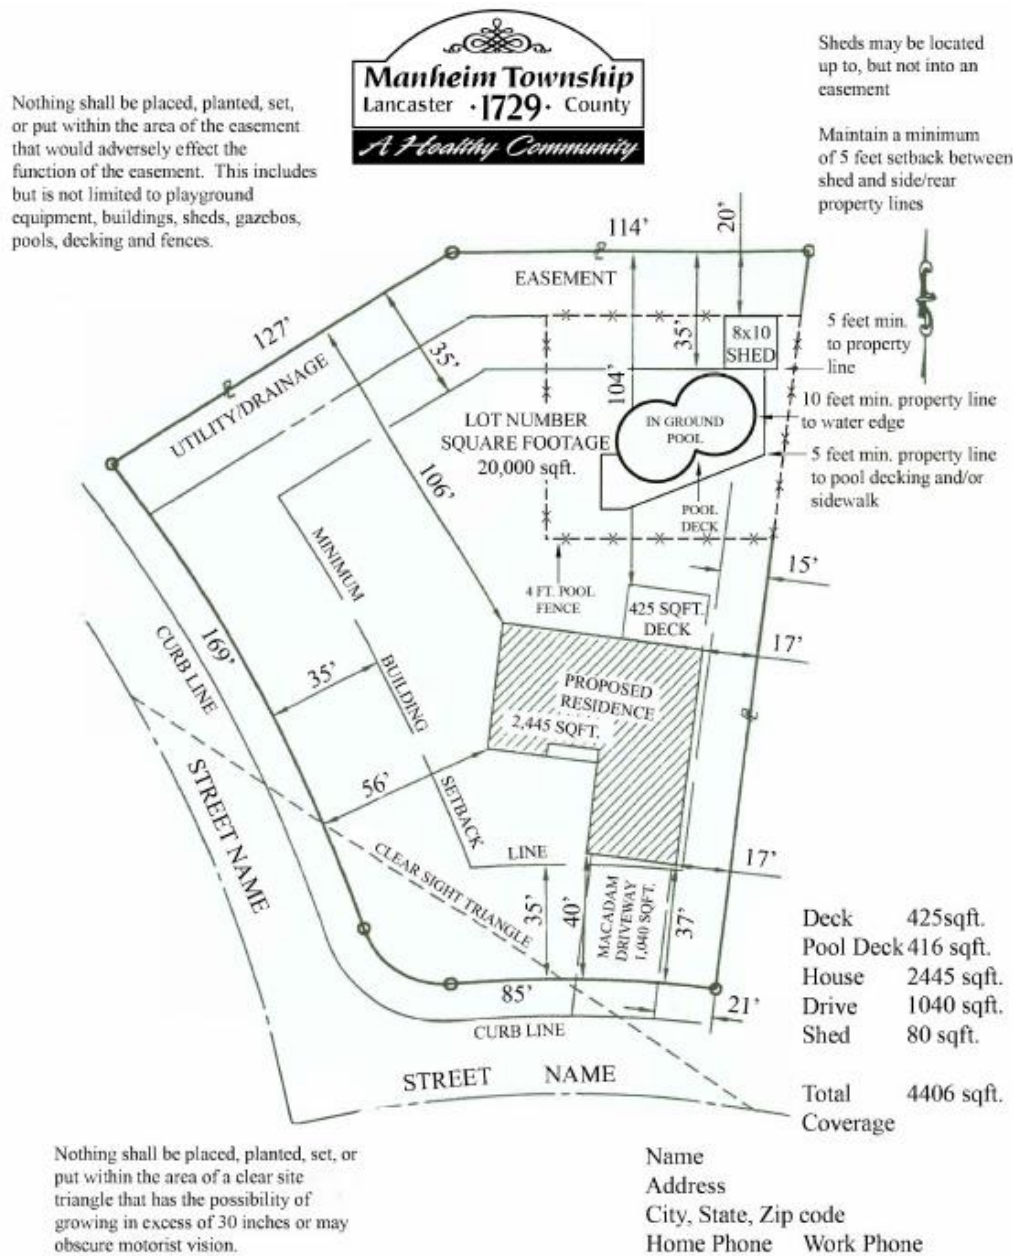 Manheim Township
Lancaster · 1729 · County
A Healthy Community
Nothing shall be placed, planted, set,
or put within the area of the easement
that would adversely effect the
function of the easement. This includes
but is not limited to playground
equipment, buildings, sheds, gazebos,
pools, decking and fences.
Sheds may be located
up to, but not into an
easement
Maintain a minimum
of 5 feet setback between
shed and side/rear
property lines
114'
20'
EASEMENT
127'
35'
35'
8x10
SHED
5 feet min.
to property
line
UTILITY/DRAINAGE
104'
LOT NUMBER
SQUARE FOOTAGE
20,000 sqft.
IN GROUND
POOL
10 feet min. property line
to water edge
5 feet min. property line
to pool decking and/or
sidewalk
106'
POOL
DECK
MINIMUM
4 FT. POOL
FENCE
15'
425 SQFT.
DECK
169'
CURB LINE
35'
BUILDING
17'
PROPOSED
RESIDENCE
2,445 SQFT.
56'
SETBACK
STREET NAME
LINE
CLEAR SIGHT TRIANGLE
17'
35'
40'
MACADAM
DRIVEWAY
1,040 SQFT.
37'
85'
21'
CURB LINE
STREET NAME
Deck 425sqft.
Pool Deck 416 sqft.
House 2445 sqft.
Drive 1040 sqft.
Shed 80 sqft.
Total 4406 sqft.
Coverage
Nothing shall be placed, planted, set, or
put within the area of a clear site
triangle that has the possibility of
growing in excess of 30 inches or may
obscure motorist vision.
Name
Address
City, State, Zip code
Home Phone Work Phone